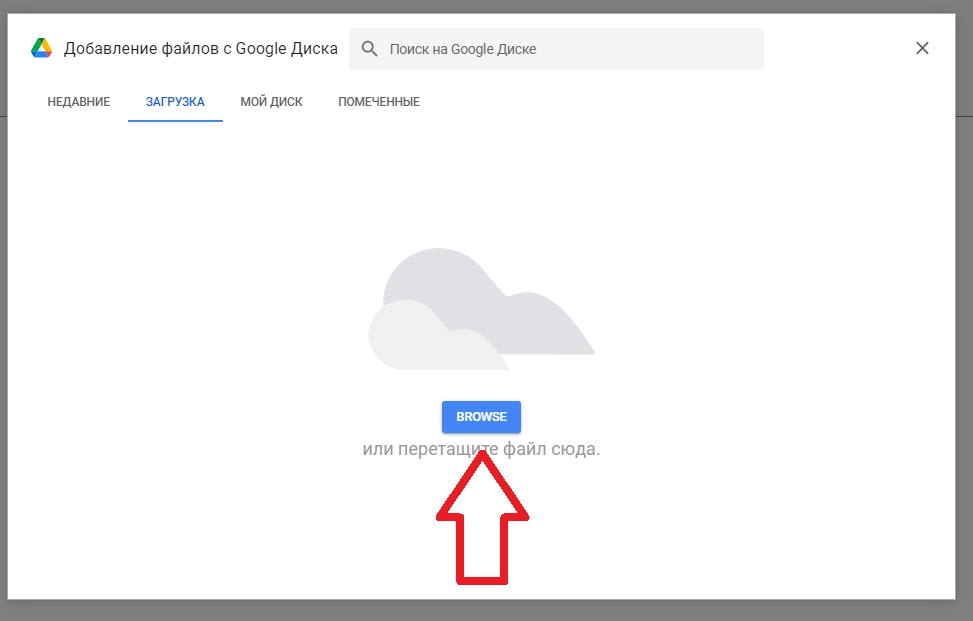 Добавление файлов с Google Диска
Поиск на Google Диске
НЕДАВНИЕ
ЗАГРУЗКА
МОЙ ДИСК
ПОМЕЧЕННЫЕ
BROWSE
или перетащите файл сюда.